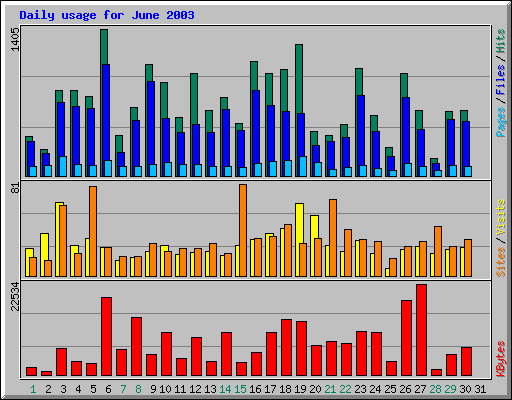 Daily usage for June 2003
1405
Pages / Files / Hits
81
Sites / Visits
22534
KBytes
1 2 3 4 5 6 7 8 9 10 11 12 13 14 15 16 17 18 19 20 21 22 23 24 25 26 27 28 29 30 31